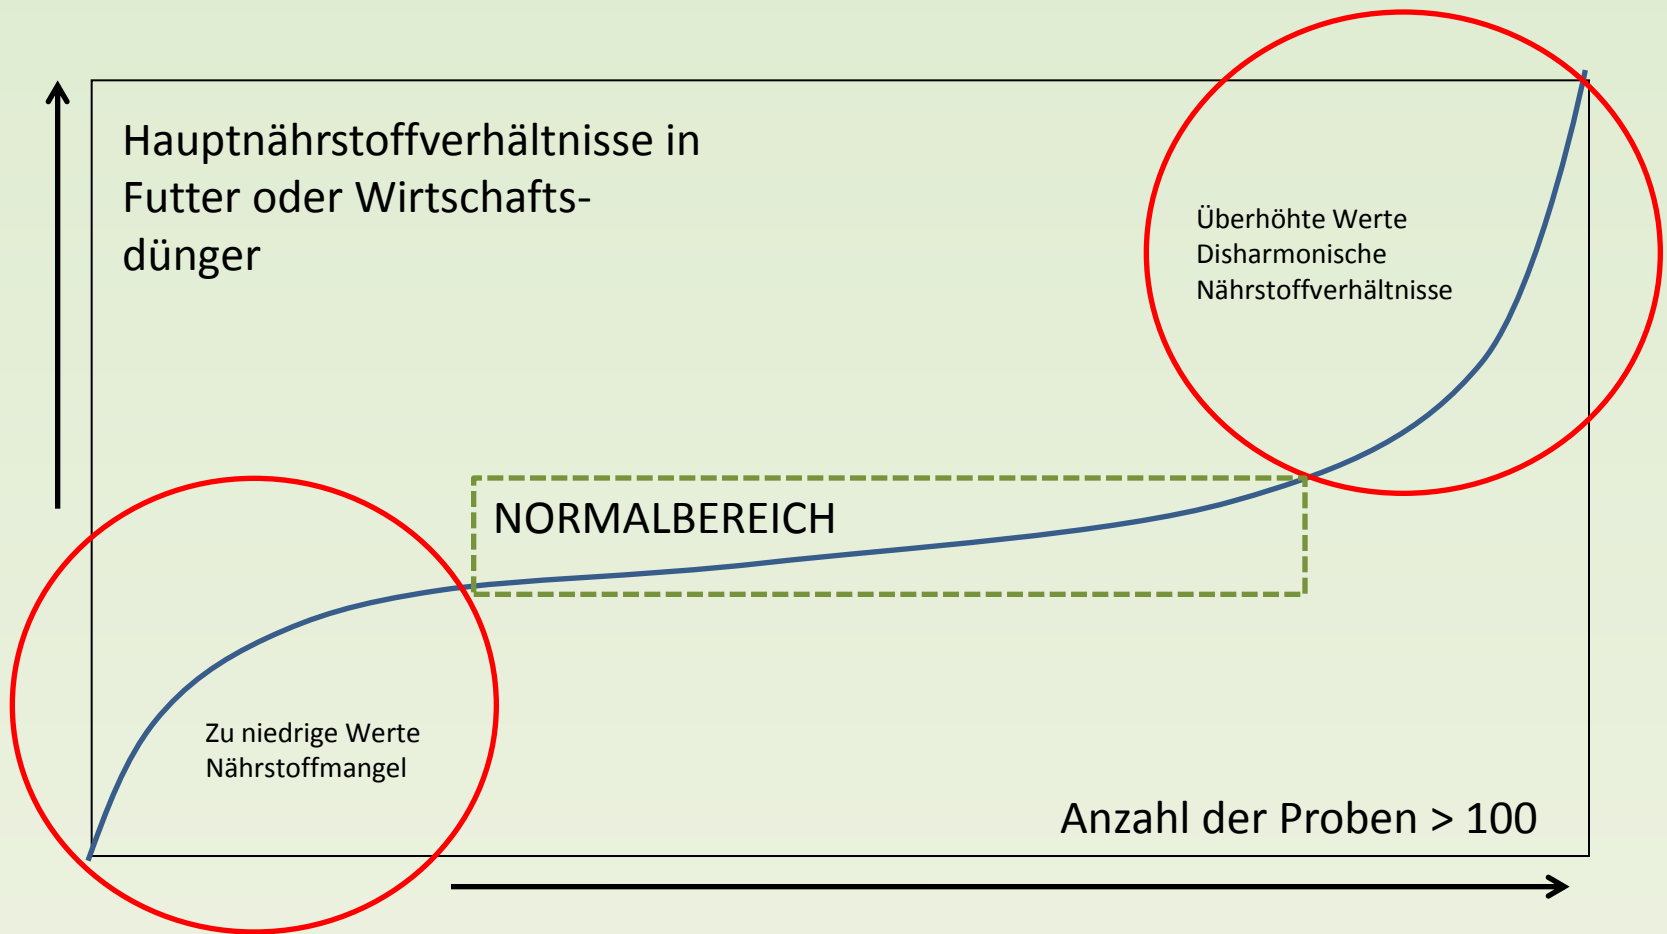 Hauptnährstoffverhältnisse in
Futter oder Wirtschafts-
dünger
Überhöhte Werte
Disharmonische
Nährstoffverhältnisse
NORMALBEREICH
Zu niedrige Werte
Nährstoffmangel
Anzahl der Proben > 100